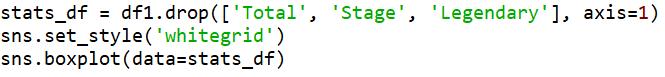 stats_df = df1.drop(['Total', 'Stage', 'Legendary'], axis=1)
sns.set_style('whitegrid')
sns.boxplot(data=stats_df)